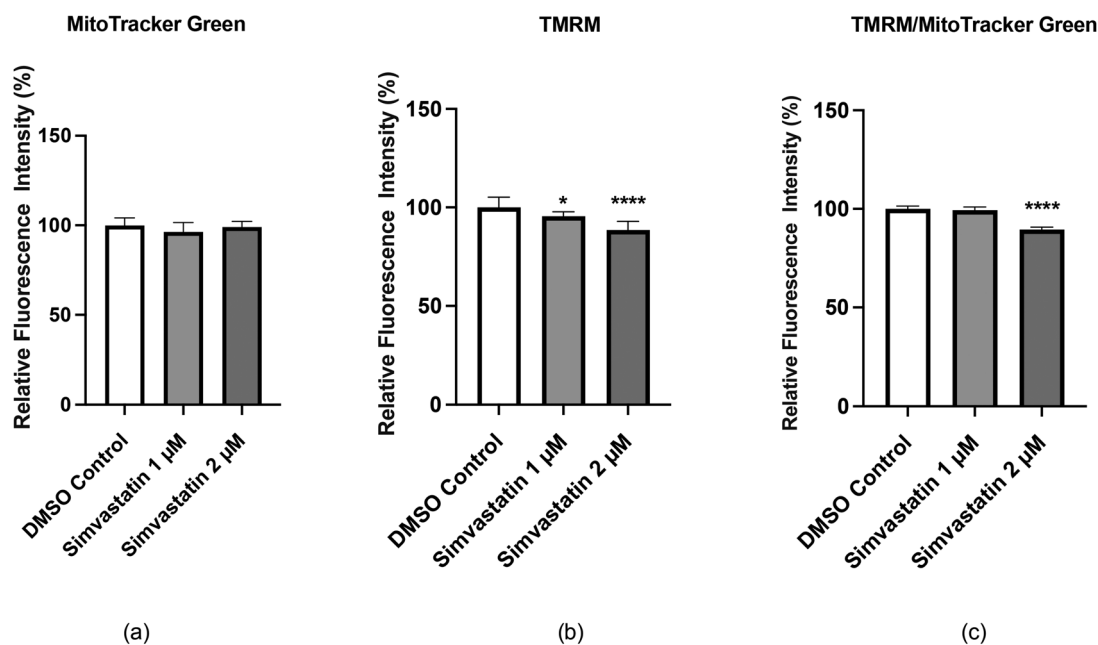 MitoTracker Green
Relative Fluorescence Intensity (%)
150
100
50
0
DMSO Control
Simvastatin 1 µM
Simvastatin 2 µM
(a)
TMRM
Relative Fluorescence Intensity (%)
150
100
50
0
*
****
DMSO Control
Simvastatin 1 µM
Simvastatin 2 µM
(b)
TMRM/MitoTracker Green
Relative Fluorescence Intensity (%)
150
100
50
0
****
DMSO Control
Simvastatin 1 µM
Simvastatin 2 µM
(c)